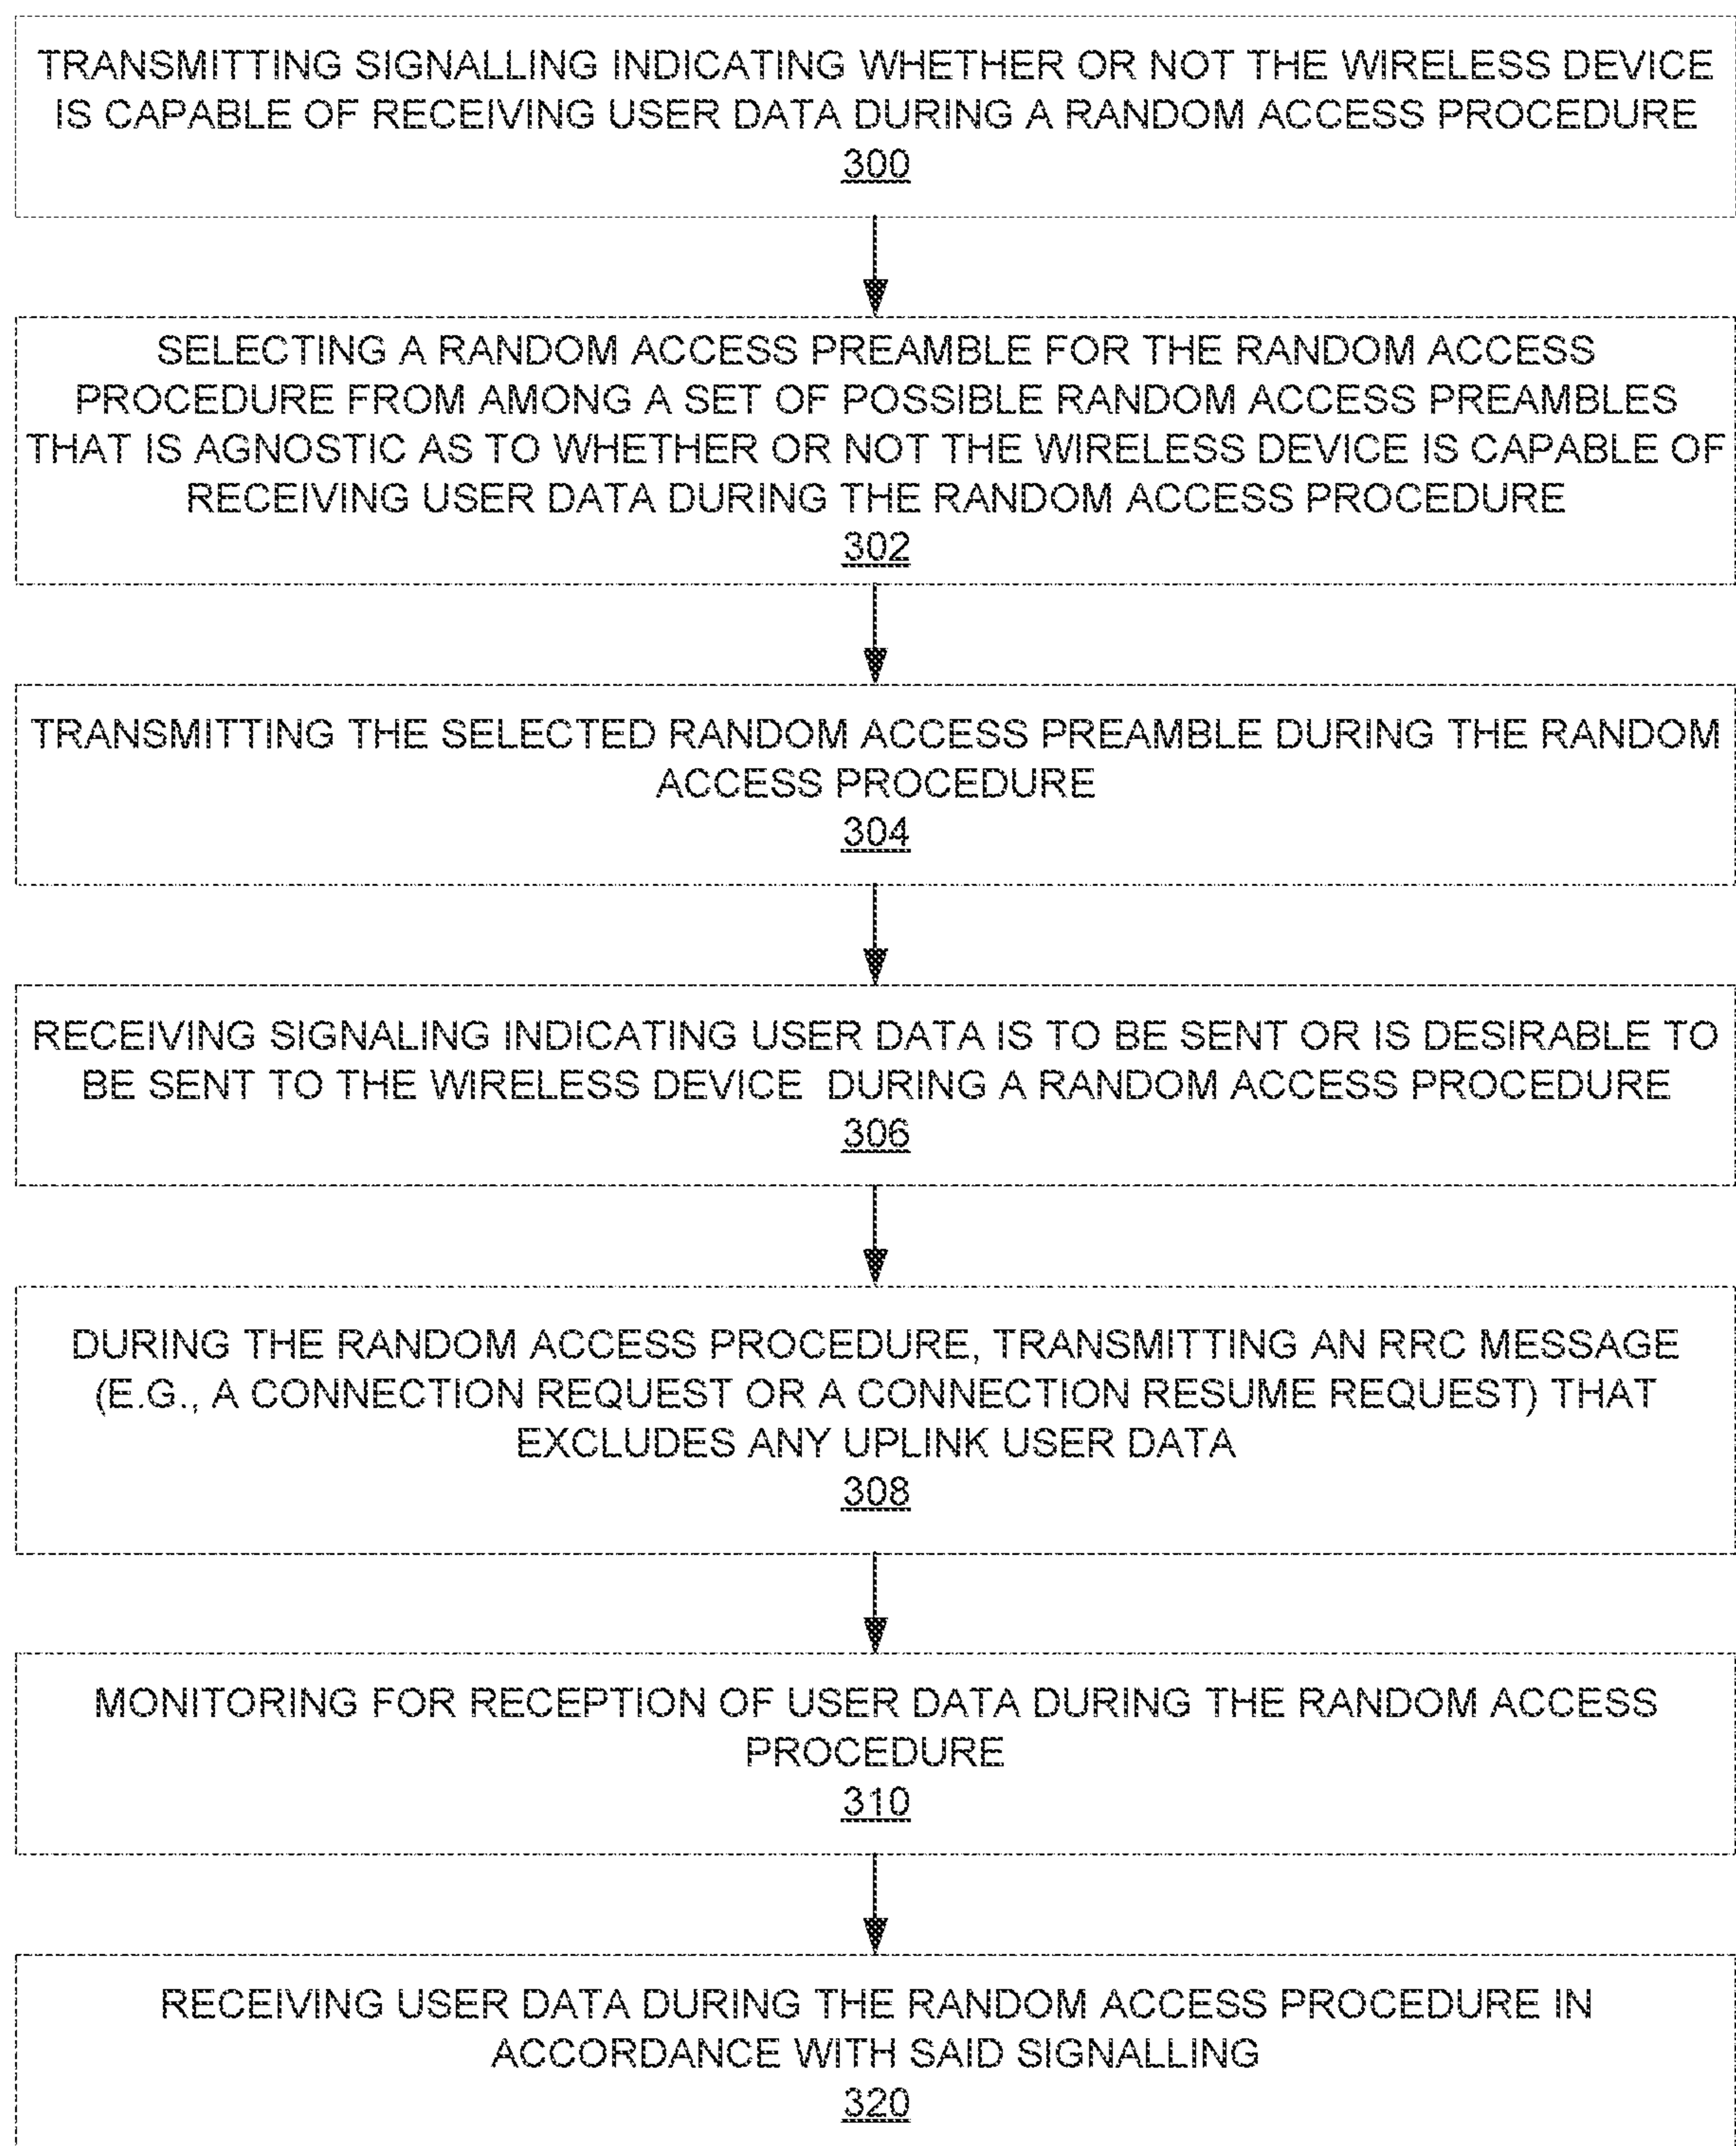 TRANSMITTING SIGNALLING INDICATING WHETHER OR NOT THE WIRELESS DEVICE
IS CAPABLE OF RECEIVING USER DATA DURING A RANDOM ACCESS PROCEDURE
300
SELECTING A RANDOM ACCESS PREAMBLE FOR THE RANDOM ACCESS
PROCEDURE FROM AMONG A SET OF POSSIBLE RANDOM ACCESS PREAMBLES
THAT IS AGNOSTIC AS TO WHETHER OR NOT THE WIRELESS DEVICE IS CAPABLE OF
RECEIVING USER DATA DURING THE RANDOM ACCESS PROCEDURE
302
TRANSMITTING THE SELECTED RANDOM ACCESS PREAMBLE DURING THE RANDOM
ACCESS PROCEDURE
304
RECEIVING SIGNALING INDICATING USER DATA IS TO BE SENT OR IS DESIRABLE TO
BE SENT TO THE WIRELESS DEVICE DURING A RANDOM ACCESS PROCEDURE
306
DURING THE RANDOM ACCESS PROCEDURE, TRANSMITTING AN RRC MESSAGE
(E.G., A CONNECTION REQUEST OR A CONNECTION RESUME REQUEST) THAT
EXCLUDES ANY UPLINK USER DATA
308
MONITORING FOR RECEPTION OF USER DATA DURING THE RANDOM ACCESS
PROCEDURE
310
RECEIVING USER DATA DURING THE RANDOM ACCESS PROCEDURE IN
ACCORDANCE WITH SAID SIGNALLING
320